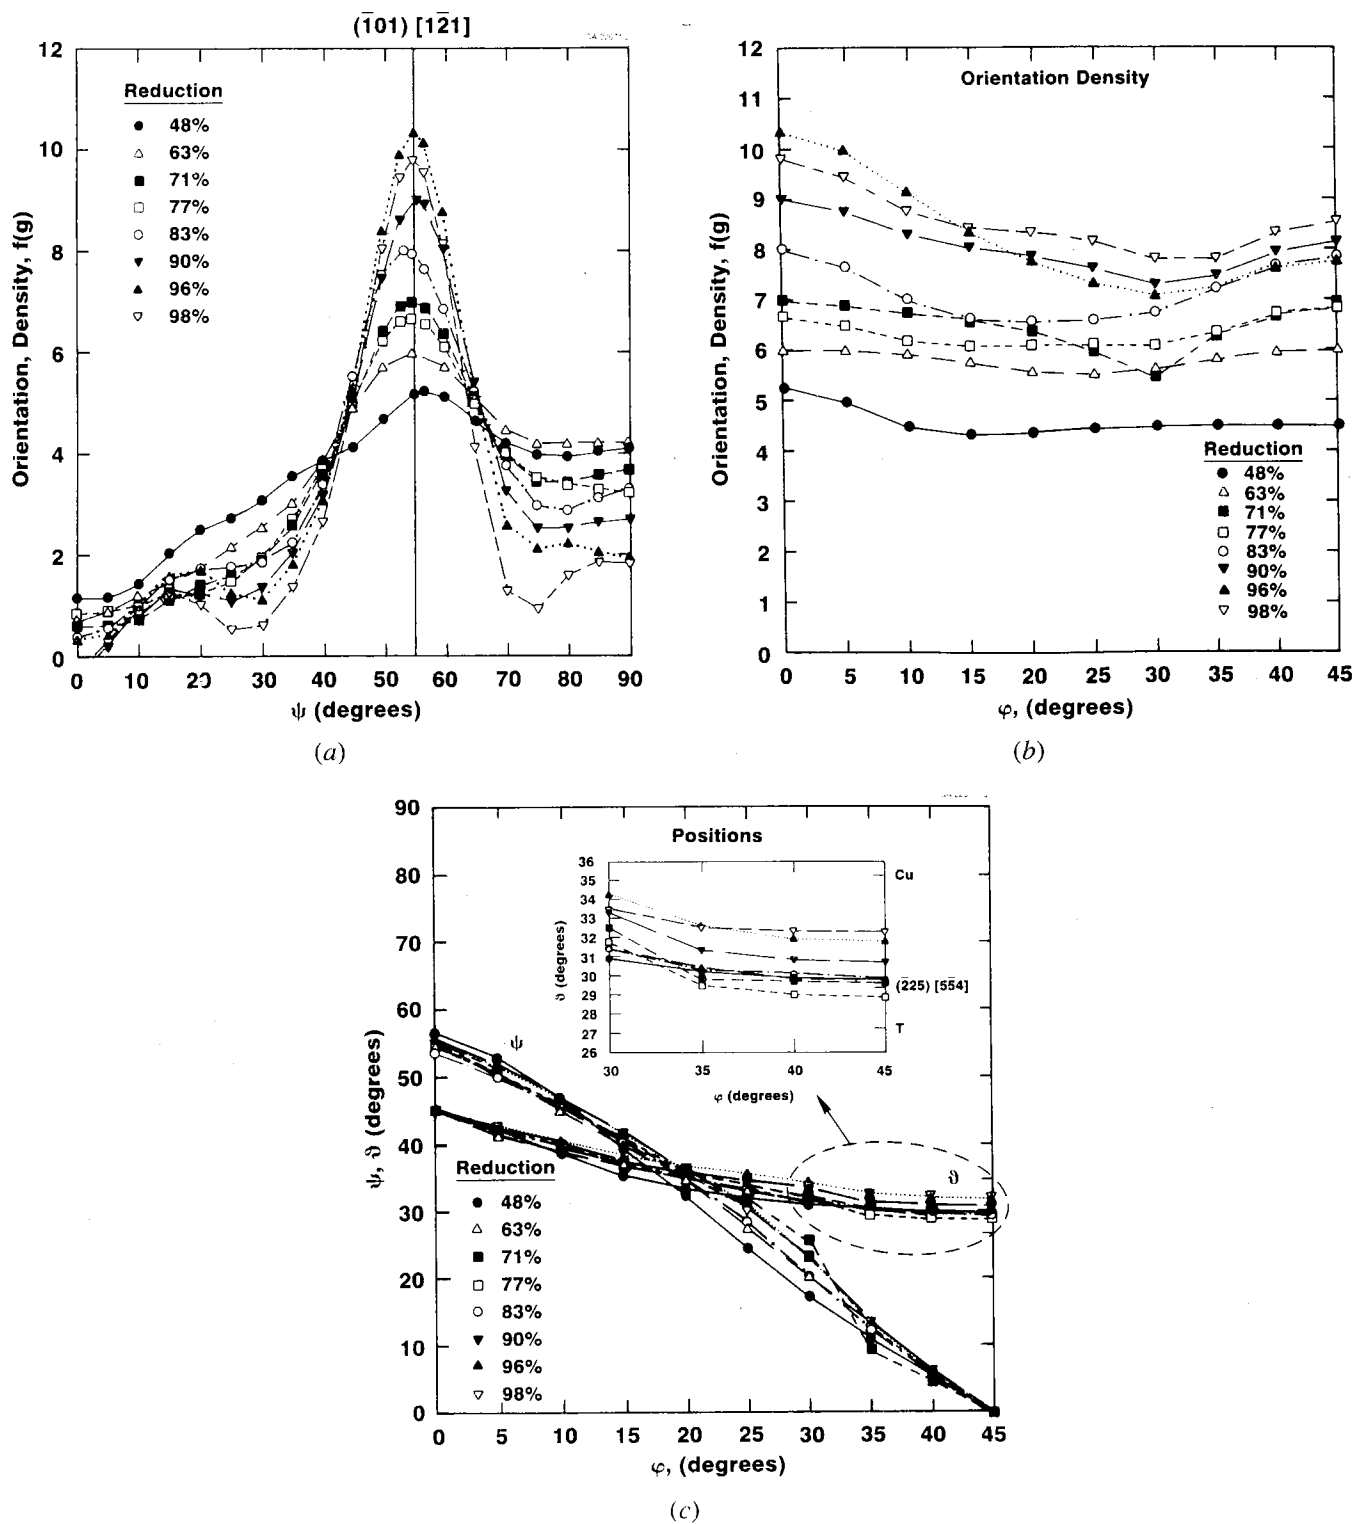 (1̄01) [12̄1]
12
10
8
6
4
2
0
Orientation, Density, f(g)
Reduction
48%
63%
71%
77%
83%
90%
96%
98%
0 10 20 30 40 50 60 70 80 90
ψ (degrees)
(a)
12
11
10
9
8
7
6
5
4
3
2
1
0
Orientation, Density, f(g)
Orientation Density
Reduction
48%
63%
71%
77%
83%
90%
96%
98%
0 5 10 15 20 25 30 35 40 45
φ, (degrees)
(b)
90
80
70
60
50
40
30
20
10
0
ψ, ϑ (degrees)
Positions
36
35
34
33
32
31
30
29
28
27
26
ϑ (degrees)
Cu
(2̄25) [55̄4]
T
30 35 40 45
φ (degrees)
ψ
ϑ
Reduction
48%
63%
71%
77%
83%
90%
96%
98%
0 5 10 15 20 25 30 35 40 45
φ, (degrees)
(c)